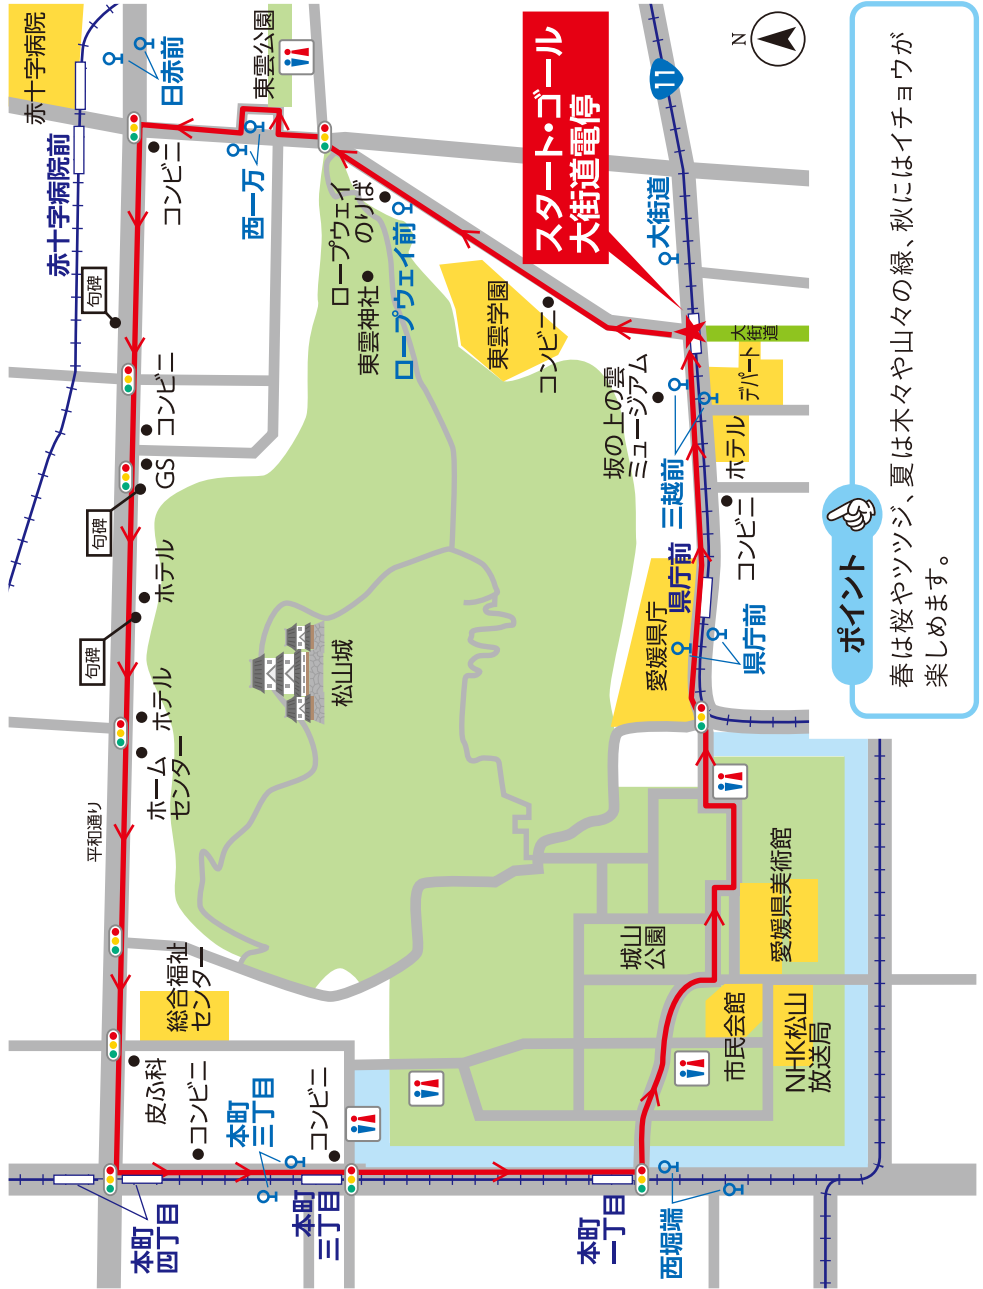 スタート・ゴール
大街道電停
赤十字病院
日赤前
赤十字病院前
東雲公園
西一万
コンビニ
句碑
コンビニ
GS
句碑
ホテル
句碑
ホテル
ホーム
センター
平和通り
総合福祉
センター
皮ふ科
コンビニ
本町
三丁目
コンビニ
本町
四丁目
本町
三丁目
本町
一丁目
西堀端
ロープウェイ
のりば
東雲神社
ロープウェイ前
東雲学園
コンビニ
坂の上の雲
ミュージアム
大街道
11
N
大街道
デパート
ホテル
三越前
コンビニ
県庁前
愛媛県庁
県庁前
松山城
城山
公園
愛媛県美術館
市民会館
NHK松山
放送局
ポイント
春は桜やツツジ、夏は木々や山々の緑、秋にはイチョウが
楽しめます。